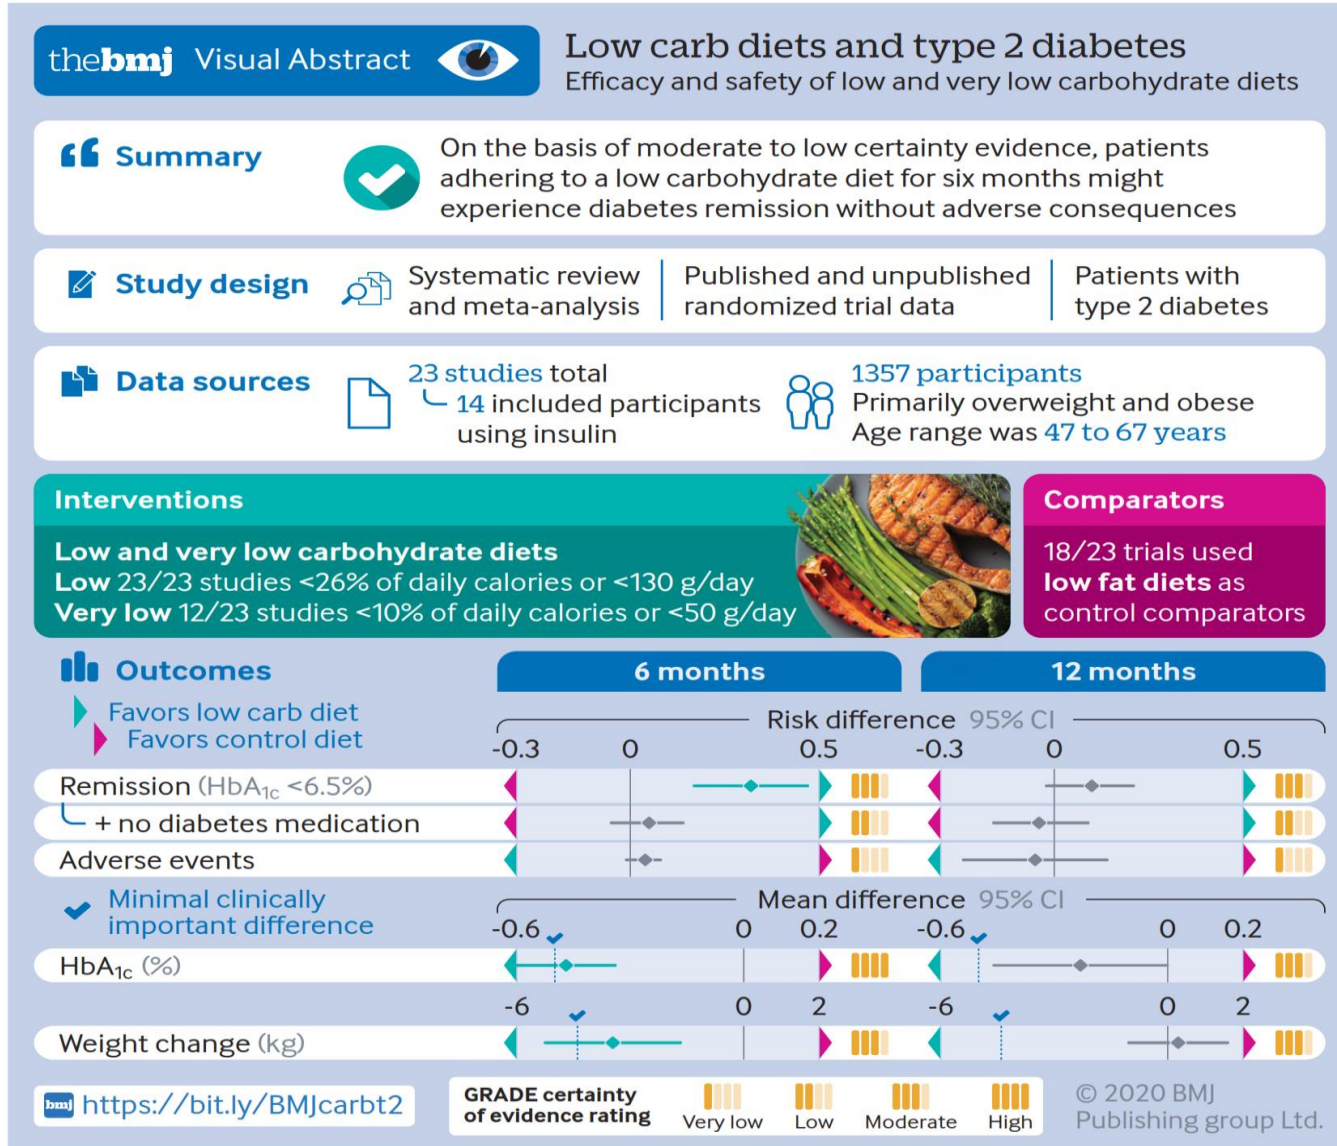 thebmj Visual Abstract
Low carb diets and type 2 diabetes
Efficacy and safety of low and very low carbohydrate diets
Summary
On the basis of moderate to low certainty evidence, patients
adhering to a low carbohydrate diet for six months might
experience diabetes remission without adverse consequences
Study design
Systematic review
and meta-analysis
Published and unpublished
randomized trial data
Patients with
type 2 diabetes
Data sources
23 studies total
14 included participants
using insulin
1357 participants
Primarily overweight and obese
Age range was 47 to 67 years
Interventions
Low and very low carbohydrate diets
Low 23/23 studies <26% of daily calories or <130 g/day
Very low 12/23 studies <10% of daily calories or <50 g/day
Comparators
18/23 trials used
low fat diets as
control comparators
Outcomes
6 months
12 months
Favors low carb diet
Favors control diet
Risk difference 95% CI
-0.3 0 0.5 -0.3 0 0.5
Remission (HbA1c <6.5%)
+ no diabetes medication
Adverse events
Minimal clinically
important difference
Mean difference 95% CI
-0.6 0 0.2 -0.6 0 0.2
HbA1c (%)
-6 0 2 -6 0 2
Weight change (kg)
bmj https://bit.ly/BMJcarbt2
GRADE certainty
of evidence rating
Very low Low Moderate High
© 2020 BMJ
Publishing group Ltd.